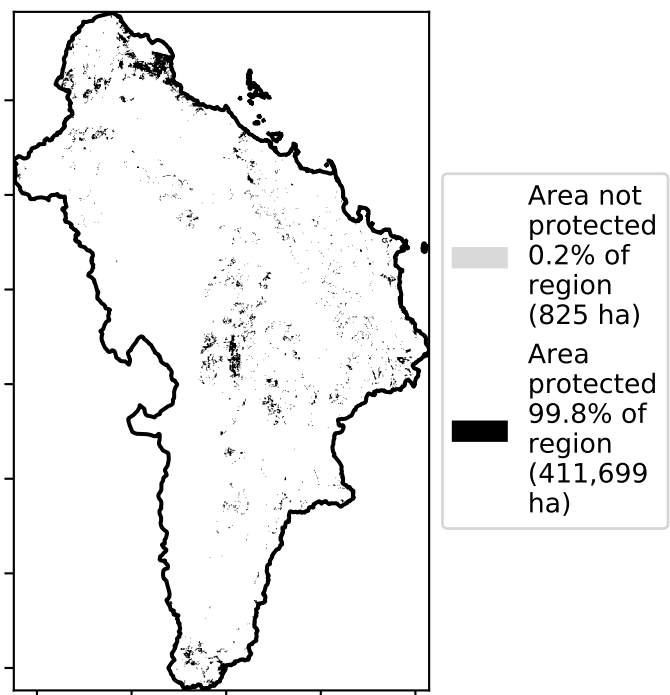 Area not
protected
0.2% of
region
(825 ha)
Area
protected
99.8% of
region
(411,699
ha)